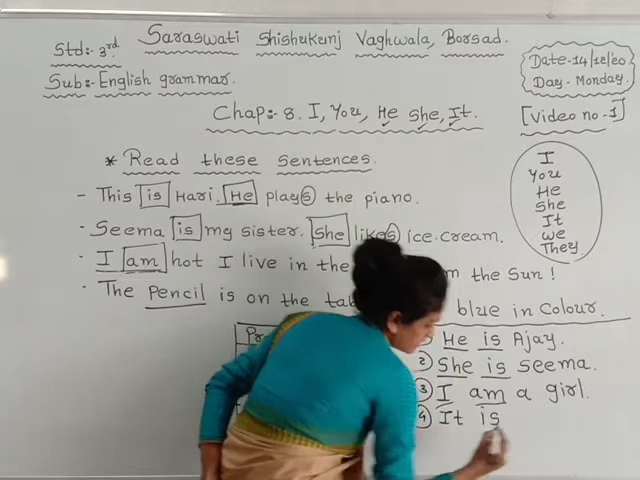 Std:- 3rd Saraswati Shishukunj Vaghwala, Borsad.
Sub:- English grammar.
Date-14/12/20
Day- Monday.
Chap:- 8. I, You, He She, It.
[Video no-1]
* Read these sentences.
- This is Hari. He plays the piano.
- Seema is my sister. She likes ice-cream.
- I am hot I live in the the Sun!
- The Pencil is on the blue in Colour.
I
You
He
She
It
We
They
He is Ajay.
2) She is seema.
3) I am a girl.
4) It is